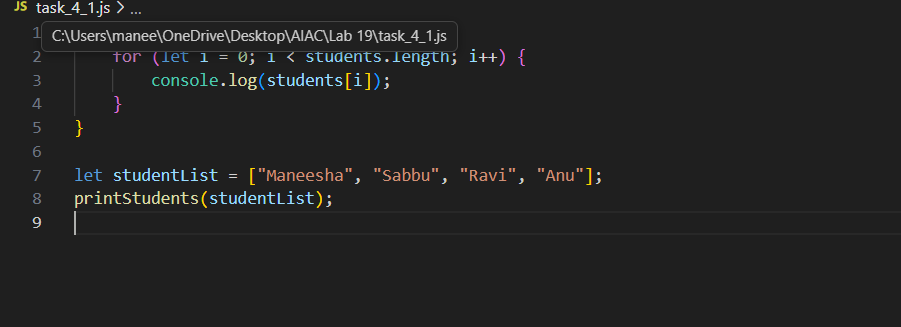 JS task_4_1.js > ...
1
C:\Users\manee\OneDrive\Desktop\AIAC\Lab 19\task_4_1.js
2 for (let i = 0; i < students.length; i++) {
3 console.log(students[i]);
4 }
5 }
6
7 let studentList = ["Maneesha", "Sabbu", "Ravi", "Anu"];
8 printStudents(studentList);
9